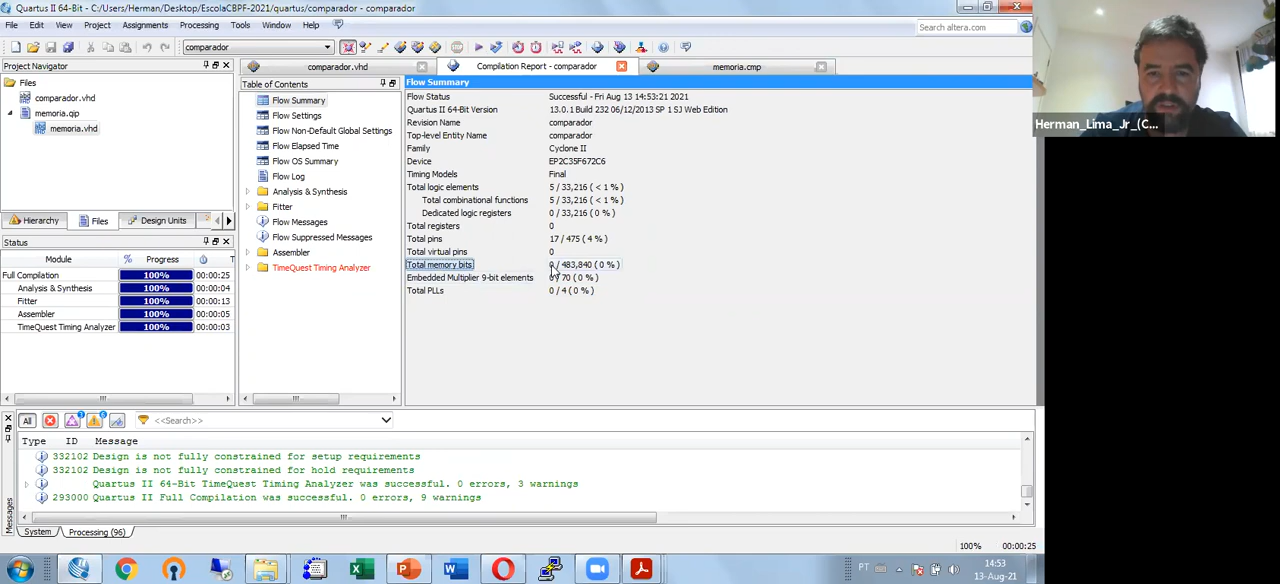 Quartus II 64-Bit - C:/Users/Herman/Desktop/EscolaCBPF-2021/quartus/comparador - comparador
File Edit View Project Assignments Processing Tools Window Help
Search altera.com
comparador
Project Navigator
Files
comparador.vhd
memoria.qip
memoria.vhd
Hierarchy Files Design Units
Status
Module Progress
Full Compilation 100% 00:00:25
Analysis & Synthesis 100% 00:00:04
Fitter 100% 00:00:13
Assembler 100% 00:00:05
TimeQuest Timing Analyzer 100% 00:00:03
comparador.vhd
Compilation Report - comparador
memoria.cmp
Table of Contents
Flow Summary
Flow Settings
Flow Non-Default Global Settings
Flow Elapsed Time
Flow OS Summary
Flow Log
Analysis & Synthesis
Fitter
Flow Messages
Flow Suppressed Messages
Assembler
TimeQuest Timing Analyzer
Flow Summary
Flow Status Successful - Fri Aug 13 14:53:21 2021
Quartus II 64-Bit Version 13.0.1 Build 232 06/12/2013 SP 1 SJ Web Edition
Revision Name comparador
Top-level Entity Name comparador
Family Cyclone II
Device EP2C35F672C6
Timing Models Final
Total logic elements 5 / 33,216 ( < 1 % )
Total combinational functions 5 / 33,216 ( < 1 % )
Dedicated logic registers 0 / 33,216 ( 0 % )
Total registers 0
Total pins 17 / 475 ( 4 % )
Total virtual pins 0
Total memory bits 0 / 483,840 ( 0 % )
Embedded Multiplier 9-bit elements 0 / 70 ( 0 % )
Total PLLs 0 / 4 ( 0 % )
Herman_Lima_Jr_(C...
All
<<Search>>
Type ID Message
332102 Design is not fully constrained for setup requirements
332102 Design is not fully constrained for hold requirements
Quartus II 64-Bit TimeQuest Timing Analyzer was successful. 0 errors, 3 warnings
293000 Quartus II Full Compilation was successful. 0 errors, 9 warnings
Messages
System Processing (96)
100% 00:00:25
PT
14:53
13-Aug-21